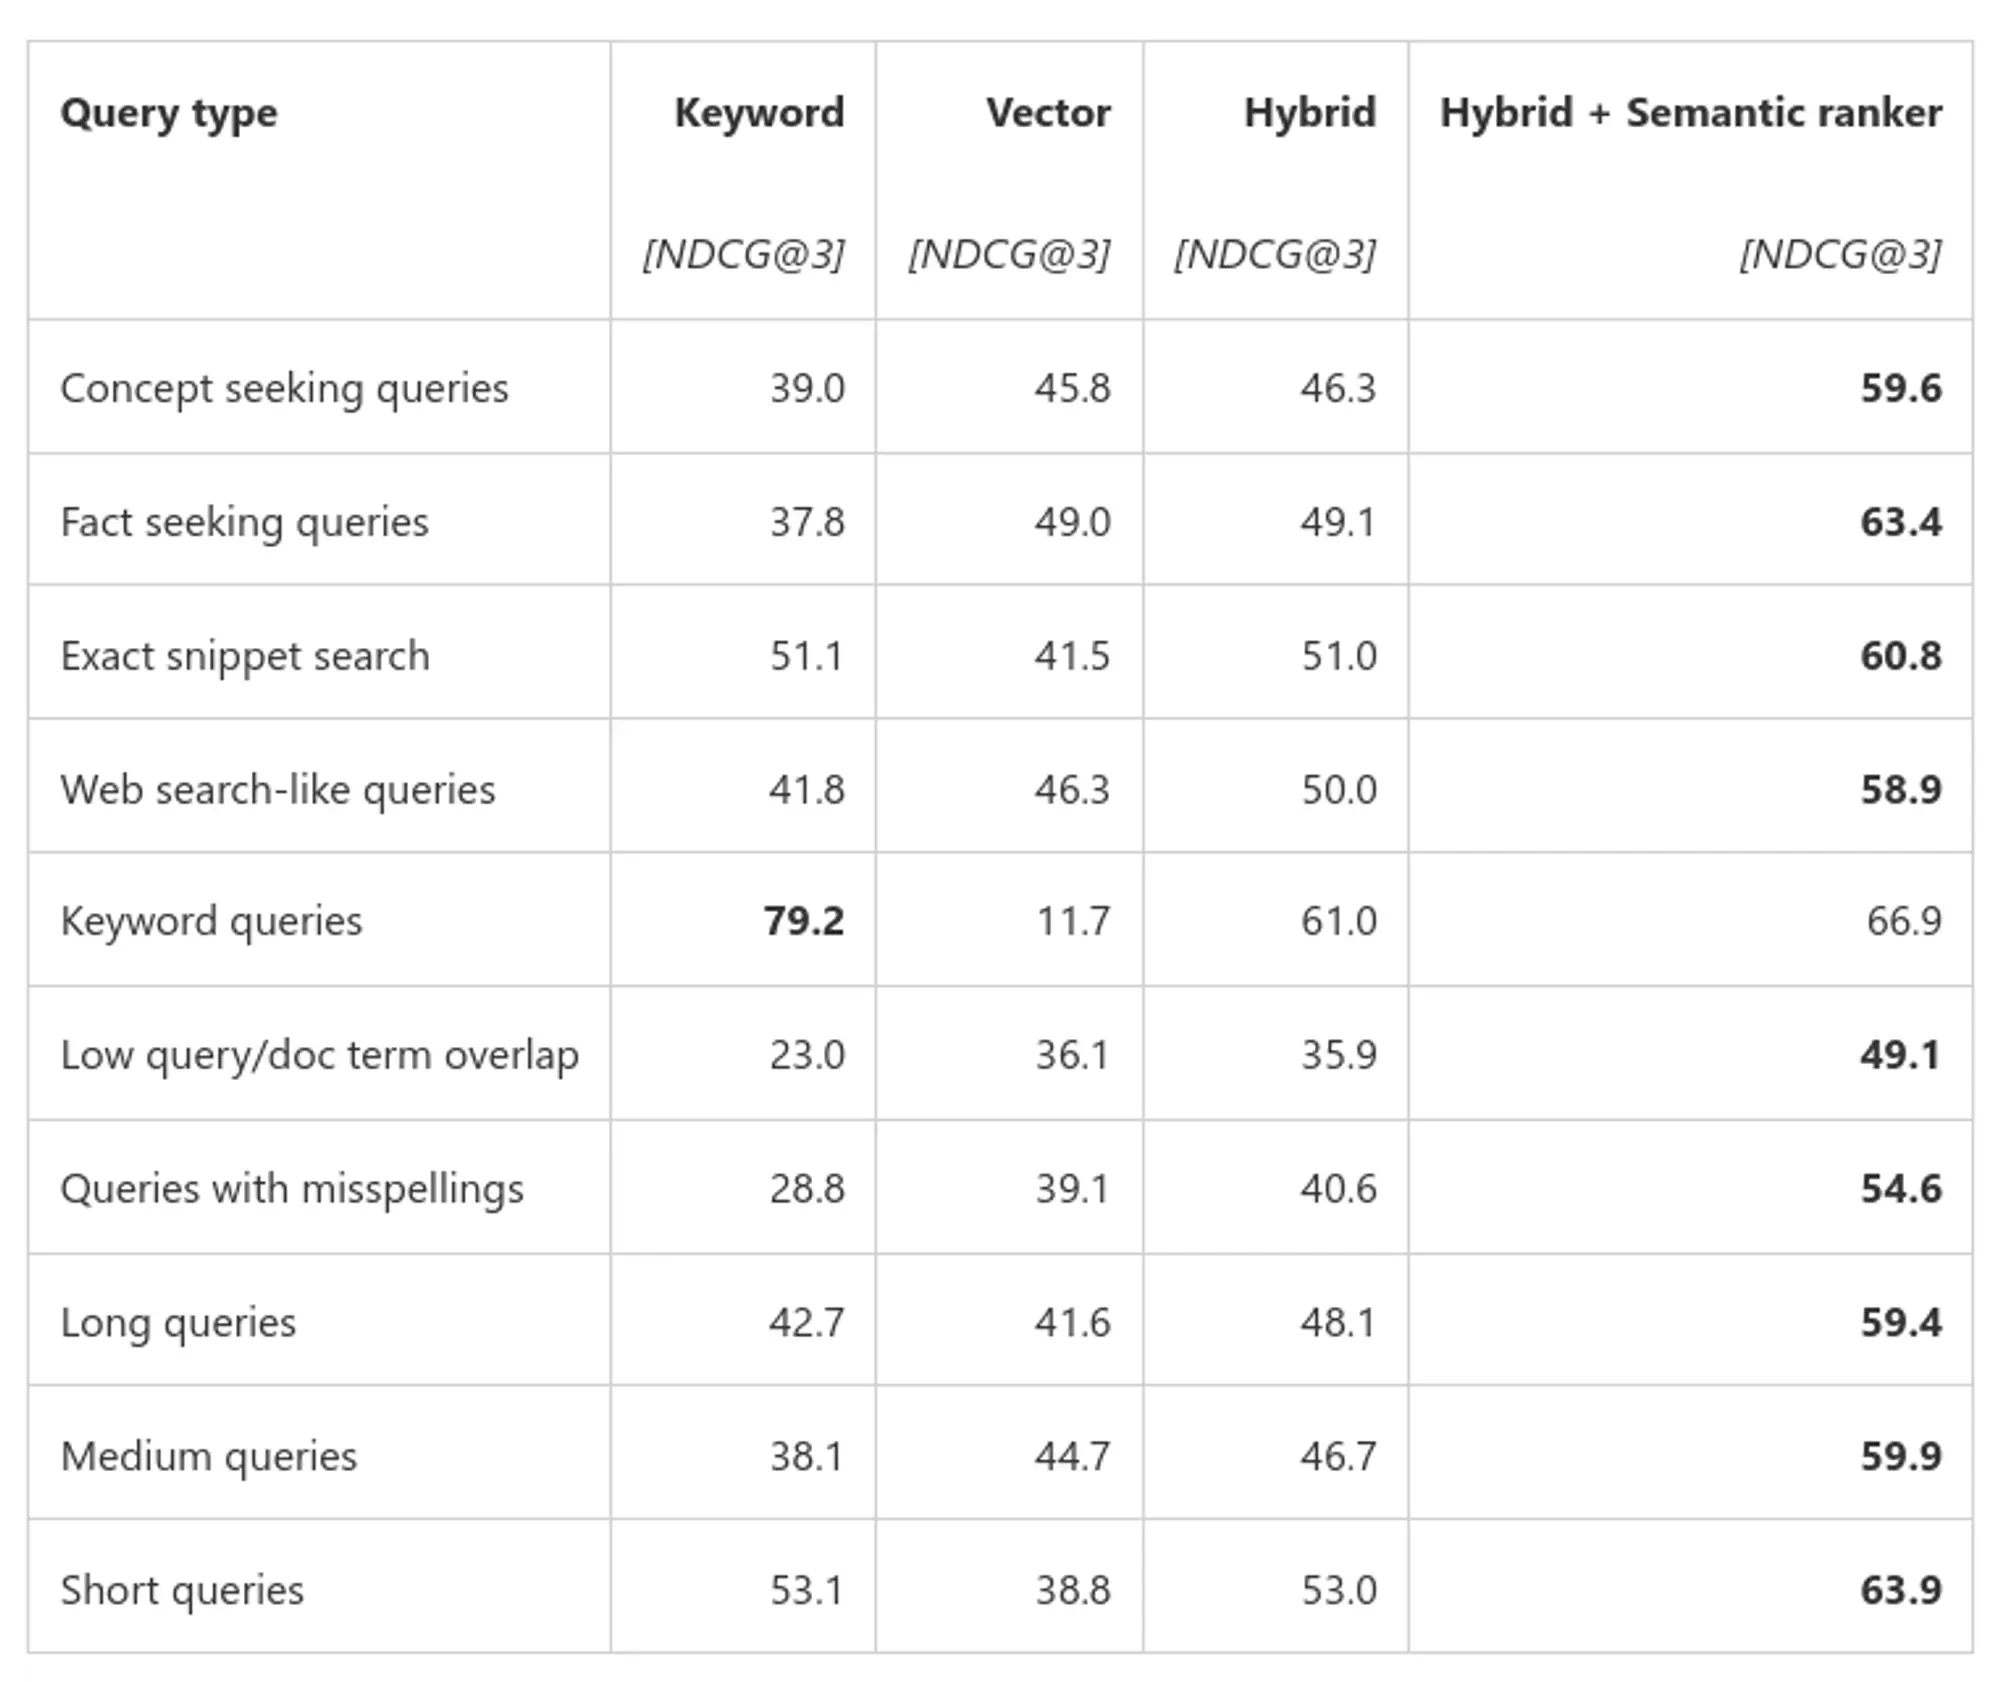 Query type Keyword Vector Hybrid Hybrid + Semantic ranker
[NDCG@3] [NDCG@3] [NDCG@3] [NDCG@3]
Concept seeking queries 39.0 45.8 46.3 59.6
Fact seeking queries 37.8 49.0 49.1 63.4
Exact snippet search 51.1 41.5 51.0 60.8
Web search-like queries 41.8 46.3 50.0 58.9
Keyword queries 79.2 11.7 61.0 66.9
Low query/doc term overlap 23.0 36.1 35.9 49.1
Queries with misspellings 28.8 39.1 40.6 54.6
Long queries 42.7 41.6 48.1 59.4
Medium queries 38.1 44.7 46.7 59.9
Short queries 53.1 38.8 53.0 63.9